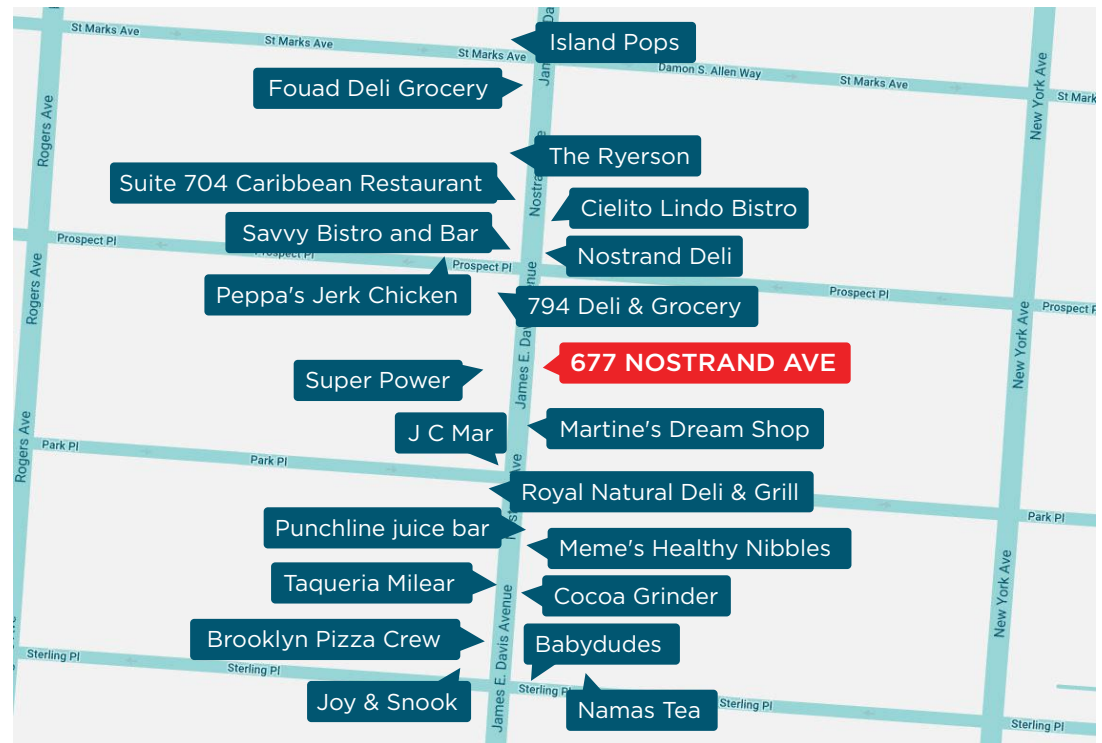 St Marks Ave
St Marks Ave
St Marks Ave
Island Pops
Damon S. Allen Way
St Marks Ave
St Mark
Fouad Deli Grocery
Rogers Ave
New York Ave
The Ryerson
Suite 704 Caribbean Restaurant
Cielito Lindo Bistro
Savvy Bistro and Bar
Nostrand Deli
Prospect Pl
Prospect Pl
Prospect Pl
Prospect Pl
Prospect P
Peppa's Jerk Chicken
794 Deli & Grocery
Rogers Ave
677 NOSTRAND AVE
James E. Dav
New York Ave
Super Power
J C Mar
Martine's Dream Shop
Rogers Ave
Park Pl
Park Pl
Royal Natural Deli & Grill
Park Pl
Punchline juice bar
Meme's Healthy Nibbles
Taqueria Milear
Cocoa Grinder
New York Ave
James E. Davis Avenue
Brooklyn Pizza Crew
Babydudes
Sterling Pl
Sterling Pl
Sterling Pl
Sterling Pl
Sterling Pl
Joy & Snook
Namas Tea